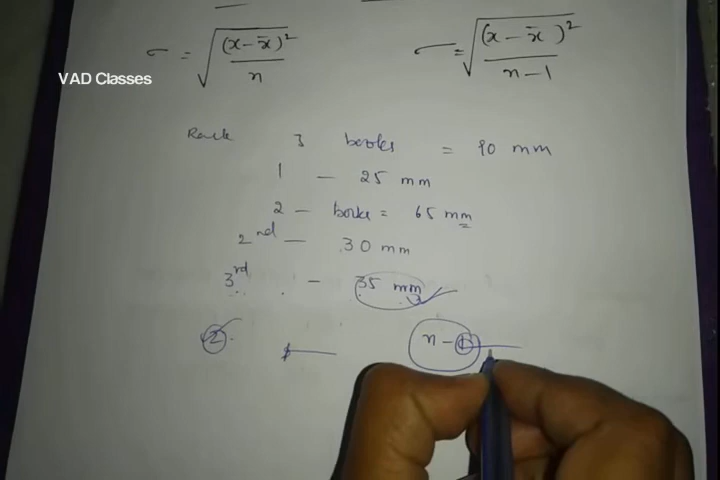 σ = √(x-x̄)²/n
σ = √(x-x̄)²/n-1
VAD Classes
Rack 3 books = 90 mm
1 - 25 mm
2 - books = 65 mm
2nd - 30 mm
3rd - 35 mm
2
n - 1